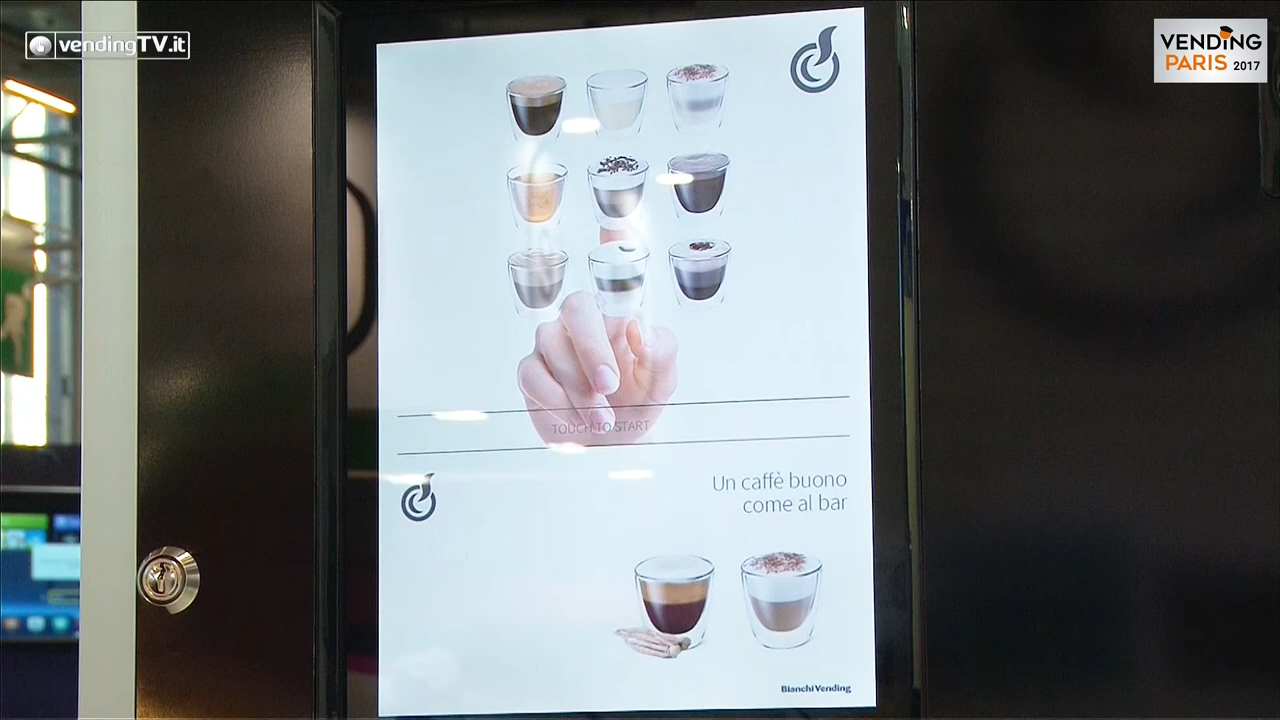 vendingTV.it
VENDING
PARIS 2017
TOUCH TO START
Un caffè buono
come al bar
Bianchi Vending